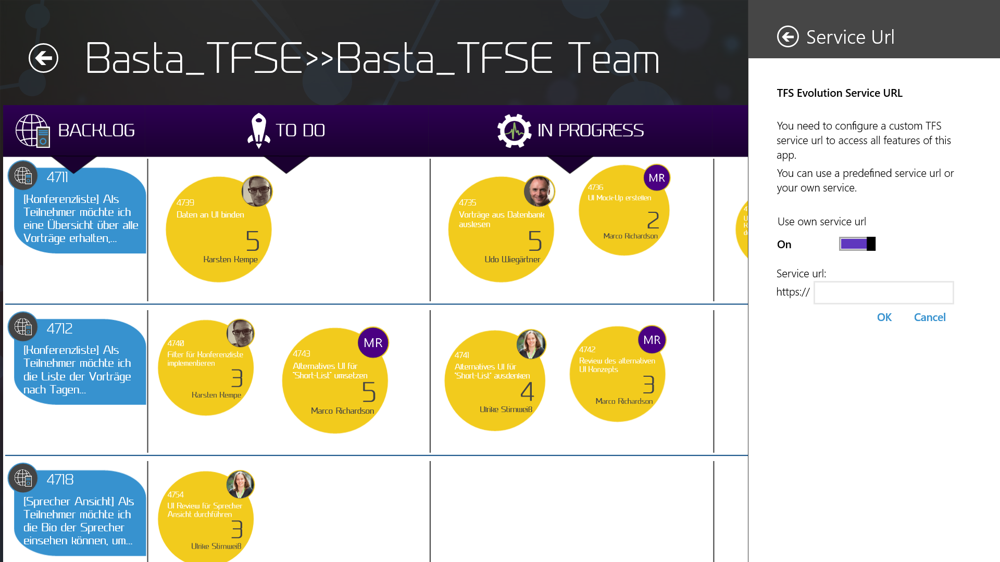 Basta_TFSE>>Basta_TFSE Team
BACKLOG
TO DO
IN PROGRESS
4711
[Konferenzliste] Als
Teilnehmer möchte ich
eine Übersicht über alle
Vorträge erhalten,...
4739
Daten an UI binden
5
Karsten Kempe
4735
Vorträge aus Datenbank
auslesen
5
Udo Wiegärtner
MR
4736
UI Mock-Up erstellen
2
Marco Richardson
4712
[Konferenzliste] Als
Teilnehmer möchte ich
die Liste der Vorträge
nach Tagen...
4740
Filter für Konferenzliste
implementieren
3
Karsten Kempe
MR
4743
Alternatives UI für
"Short-List" umsetzen
5
Marco Richardson
4741
Alternatives UI für
"Short-List" ausdenken
4
Ulrike Stirnweiß
MR
4742
Review des alternativen
UI Konzepts
3
Marco Richardson
4718
[Sprecher Ansicht] Als
Teilnehmer möchte ich
die Bio der Sprecher
einsehen können, um...
4754
UI Review für Sprecher
Ansicht durchführen
3
Ulrike Stirnweiß
Service Url
TFS Evolution Service URL
You need to configure a custom TFS
service url to access all features of this
app.
You can use a predefined service url or
your own service.
Use own service url
On
Service url:
https://
OK Cancel